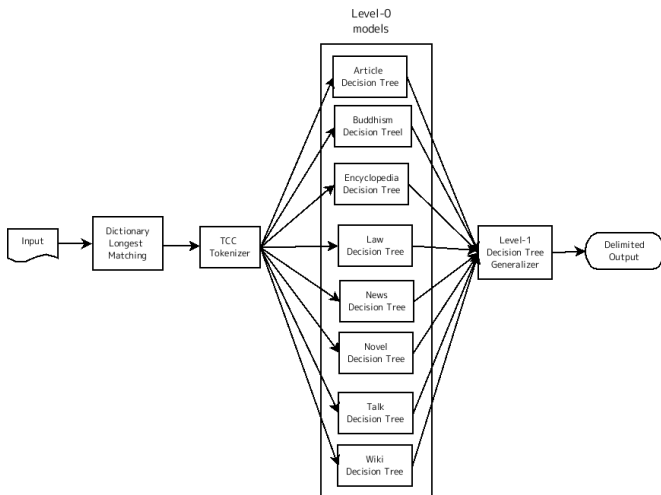 Level-0
models
Article
Decision Tree
Buddhism
Decision Treel
Encyclopedia
Decision Tree
Input
Dictionary
Longest
Matching
TCC
Tokenizer
Law
Decision Tree
Level-1
Decision Tree
Generalizer
Delimited
Output
News
Decision Tree
Novel
Decision Tree
Talk
Decision Tree
Wiki
Decision Tree